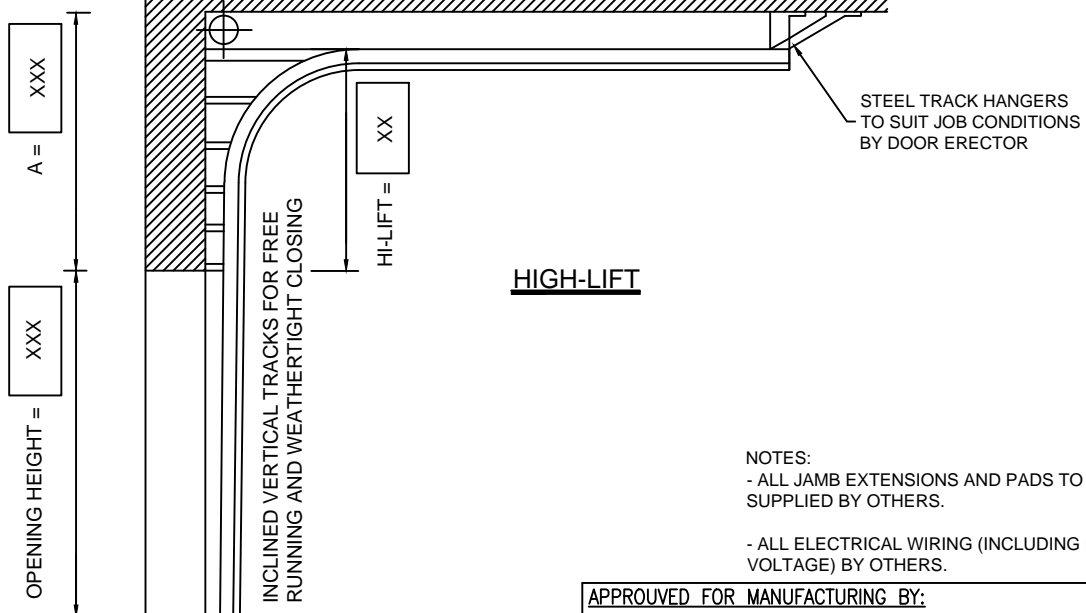 XXX
A =
XX
HI-LIFT =
STEEL TRACK HANGERS
TO SUIT JOB CONDITIONS
BY DOOR ERECTOR
INCLINED VERTICAL TRACKS FOR FREE
RUNNING AND WEATHERTIGHT CLOSING
HIGH-LIFT
XXX
OPENING HEIGHT =
NOTES:
- ALL JAMB EXTENSIONS AND PADS TO
SUPPLIED BY OTHERS.
- ALL ELECTRICAL WIRING (INCLUDING
VOLTAGE) BY OTHERS.
APPROUVED FOR MANUFACTURING BY: